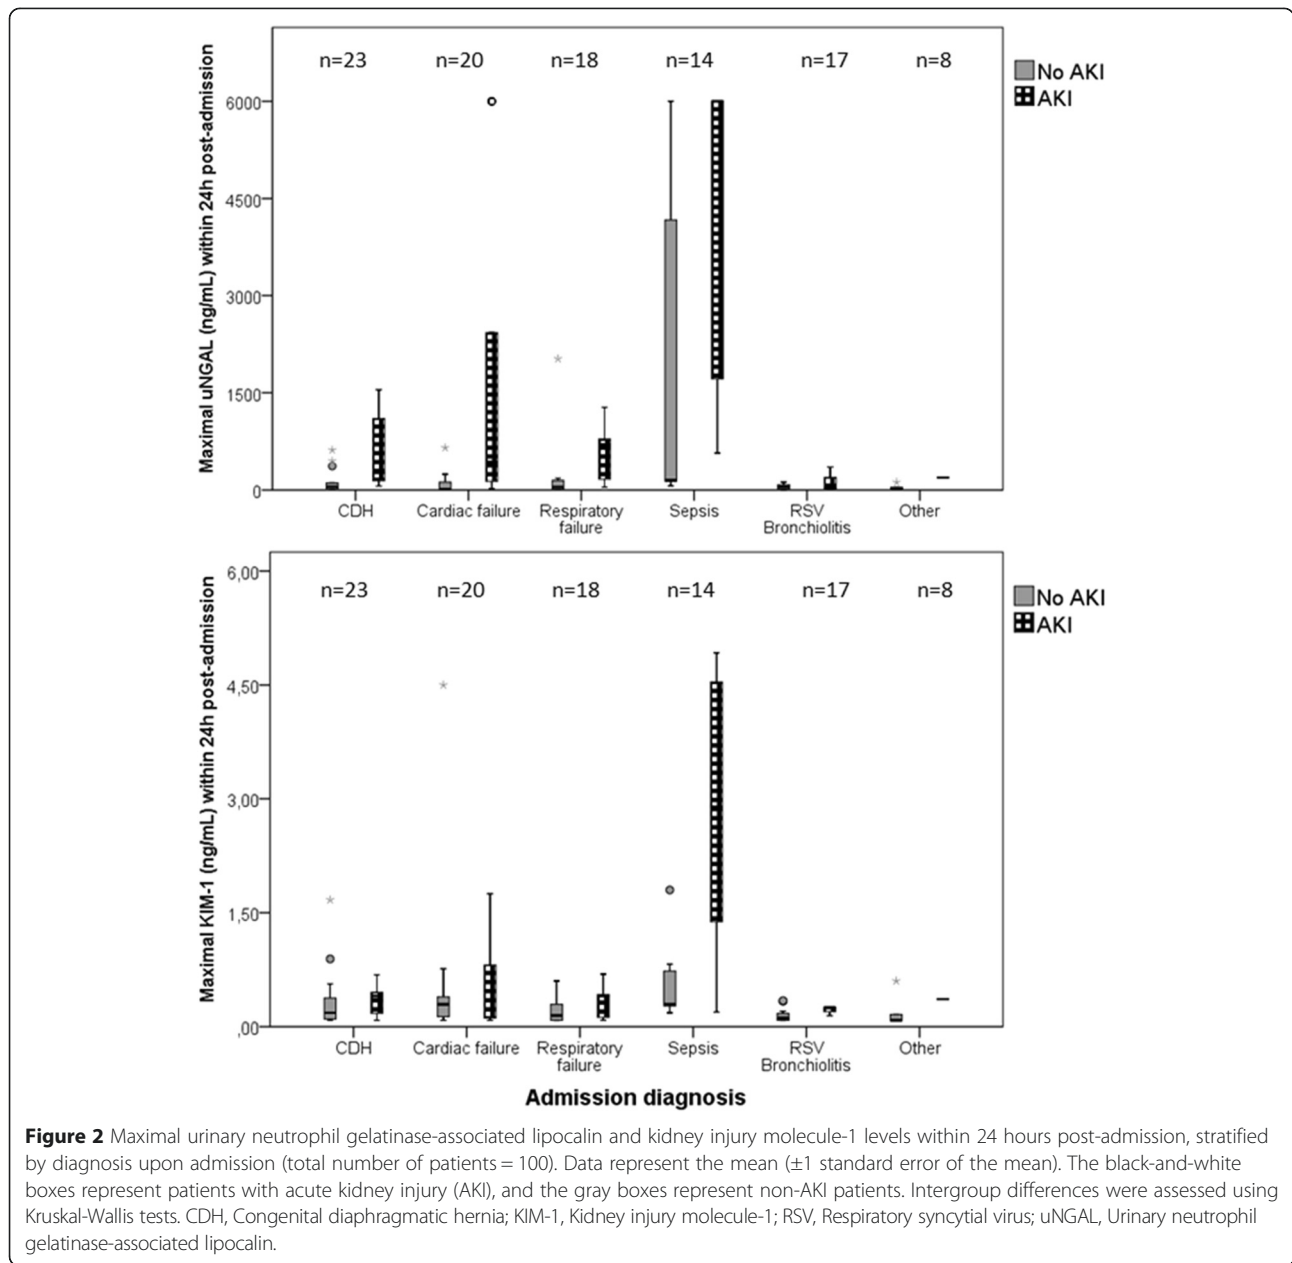 n=23 n=20 n=18 n=14 n=17 n=8
No AKI
AKI
Maximal uNGAL (ng/mL) within 24h post-admission
6000
4500
3000
1500
0
CDH Cardiac failure Respiratory failure Sepsis RSV Bronchiolitis Other
n=23 n=20 n=18 n=14 n=17 n=8
No AKI
AKI
Maximal KIM-1 (ng/mL) within 24h post-admission
6,00
4,50
3,00
1,50
,00
CDH Cardiac failure Respiratory failure Sepsis RSV Bronchiolitis Other
Admission diagnosis
Figure 2 Maximal urinary neutrophil gelatinase-associated lipocalin and kidney injury molecule-1 levels within 24 hours post-admission, stratified
by diagnosis upon admission (total number of patients = 100). Data represent the mean (±1 standard error of the mean). The black-and-white
boxes represent patients with acute kidney injury (AKI), and the gray boxes represent non-AKI patients. Intergroup differences were assessed using
Kruskal-Wallis tests. CDH, Congenital diaphragmatic hernia; KIM-1, Kidney injury molecule-1; RSV, Respiratory syncytial virus; uNGAL, Urinary neutrophil
gelatinase-associated lipocalin.